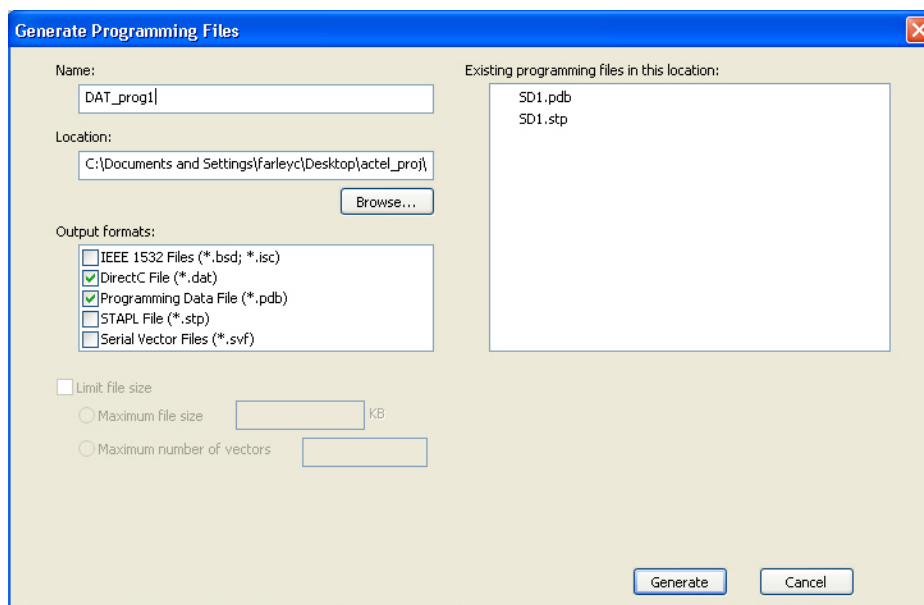 Generate Programming Files
Name:
DAT_prog1
Location:
C:\Documents and Settings\farleyc\Desktop\actel_proj\
Browse...
Output formats:
IEEE 1532 Files (*.bsd; *.isc)
DirectC File (*.dat)
Programming Data File (*.pdb)
STAPL File (*.stp)
Serial Vector Files (*.svf)
Limit file size
Maximum file size KB
Maximum number of vectors
Existing programming files in this location:
SD1.pdb
SD1.stp
Generate Cancel